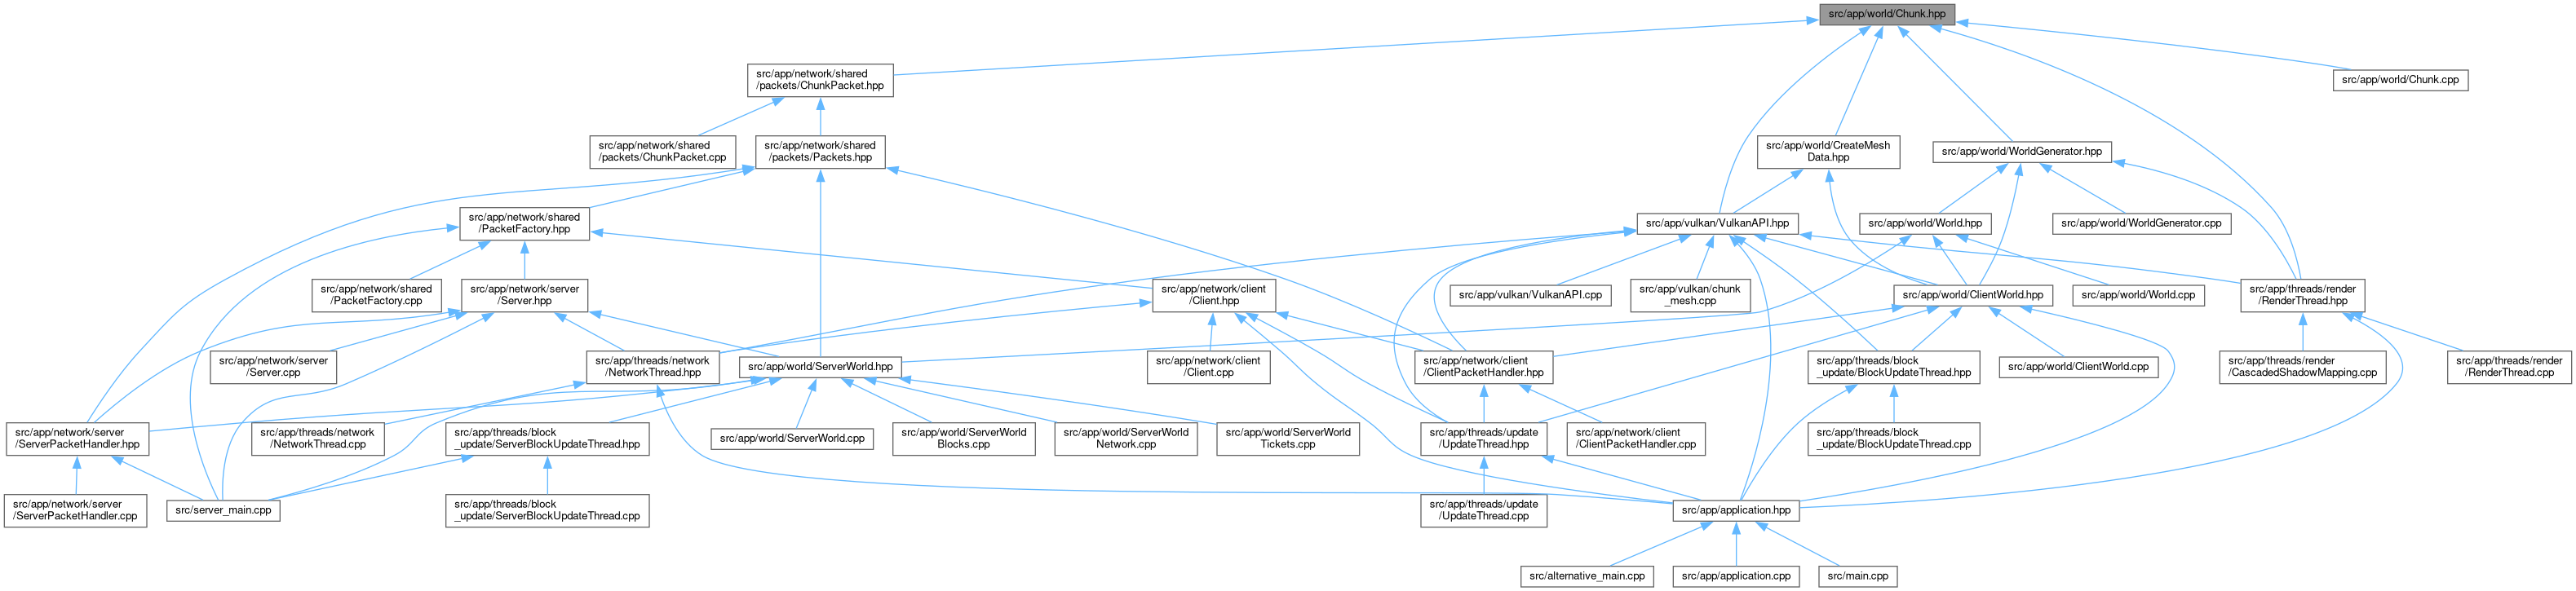 src/app/world/Chunk.hpp
src/app/network/shared
/packets/ChunkPacket.hpp
src/app/world/Chunk.cpp
src/app/network/shared
/packets/ChunkPacket.cpp
src/app/network/shared
/packets/Packets.hpp
src/app/world/CreateMesh
Data.hpp
src/app/world/WorldGenerator.hpp
src/app/network/shared
/PacketFactory.hpp
src/app/vulkan/VulkanAPI.hpp
src/app/world/World.hpp
src/app/world/WorldGenerator.cpp
src/app/network/shared
/PacketFactory.cpp
src/app/network/server
/Server.hpp
src/app/network/client
/Client.hpp
src/app/vulkan/VulkanAPI.cpp
src/app/vulkan/chunk
_mesh.cpp
src/app/world/ClientWorld.hpp
src/app/world/World.cpp
src/app/threads/render
/RenderThread.hpp
src/app/network/server
/Server.cpp
src/app/threads/network
/NetworkThread.hpp
src/app/world/ServerWorld.hpp
src/app/network/client
/Client.cpp
src/app/network/client
/ClientPacketHandler.hpp
src/app/threads/block
_update/BlockUpdateThread.hpp
src/app/world/ClientWorld.cpp
src/app/threads/render
/CascadedShadowMapping.cpp
src/app/threads/render
/RenderThread.cpp
src/app/network/server
/ServerPacketHandler.hpp
src/app/threads/network
/NetworkThread.cpp
src/app/threads/block
_update/ServerBlockUpdateThread.hpp
src/app/world/ServerWorld.cpp
src/app/world/ServerWorld
Blocks.cpp
src/app/world/ServerWorld
Network.cpp
src/app/world/ServerWorld
Tickets.cpp
src/app/threads/update
/UpdateThread.hpp
src/app/network/client
/ClientPacketHandler.cpp
src/app/threads/block
_update/BlockUpdateThread.cpp
src/app/network/server
/ServerPacketHandler.cpp
src/server_main.cpp
src/app/threads/block
_update/ServerBlockUpdateThread.cpp
src/app/threads/update
/UpdateThread.cpp
src/app/application.hpp
src/alternative_main.cpp
src/app/application.cpp
src/main.cpp